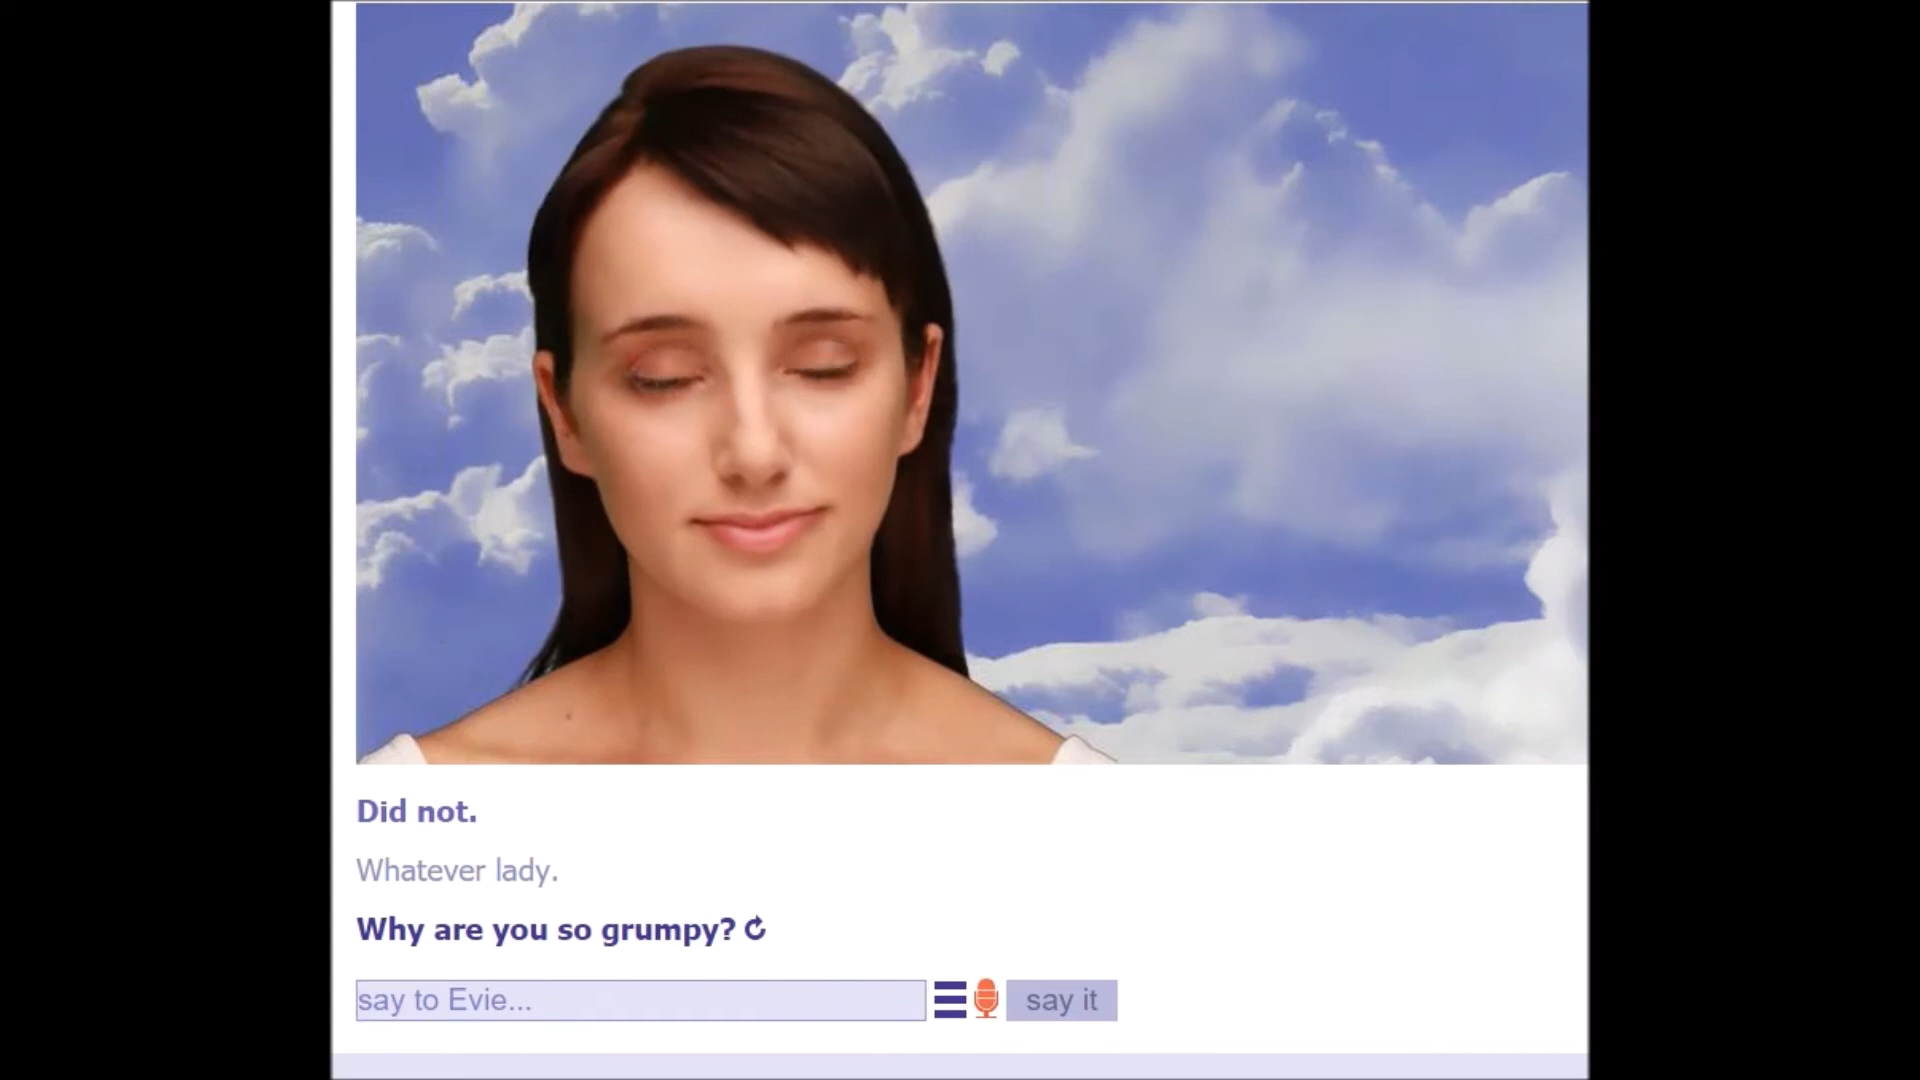 Did not.
Whatever lady.
Why are you so grumpy?
say to Evie...
say it